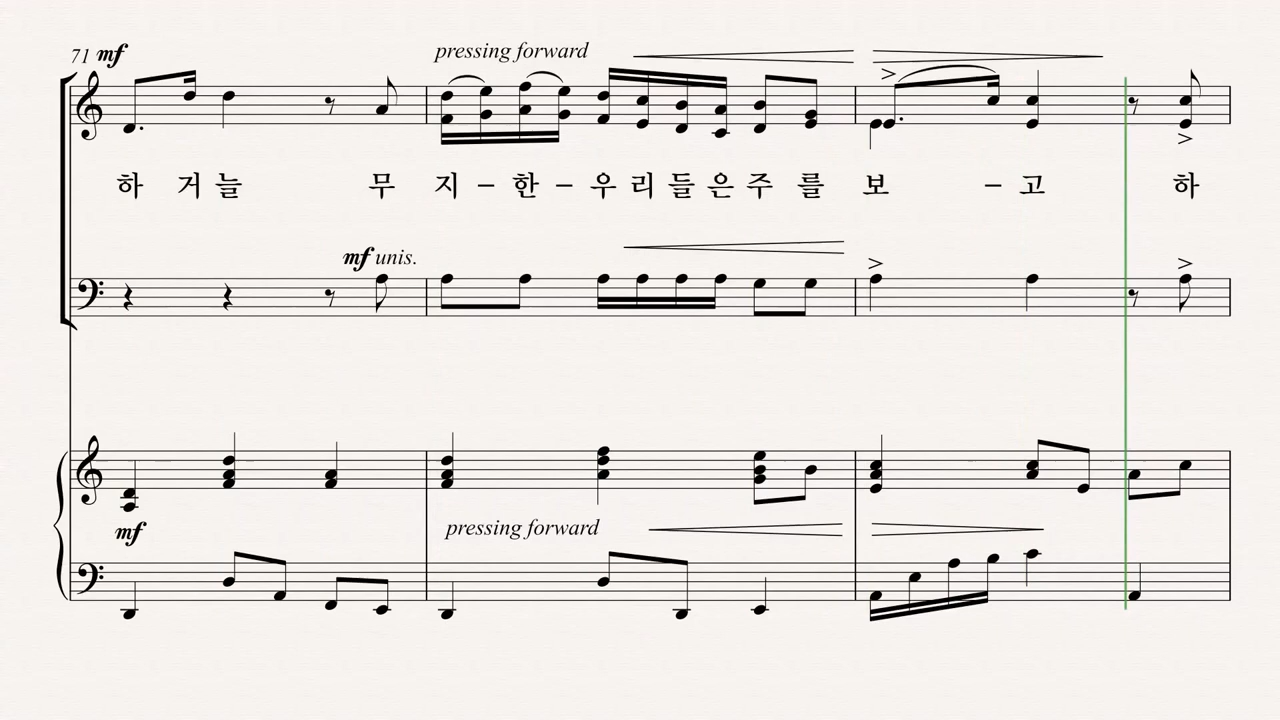 71 mf
pressing forward
하 거 늘 무 지 – 한 – 우 리 들 은 주 를 보 – 고 하
mf unis.
mf
pressing forward